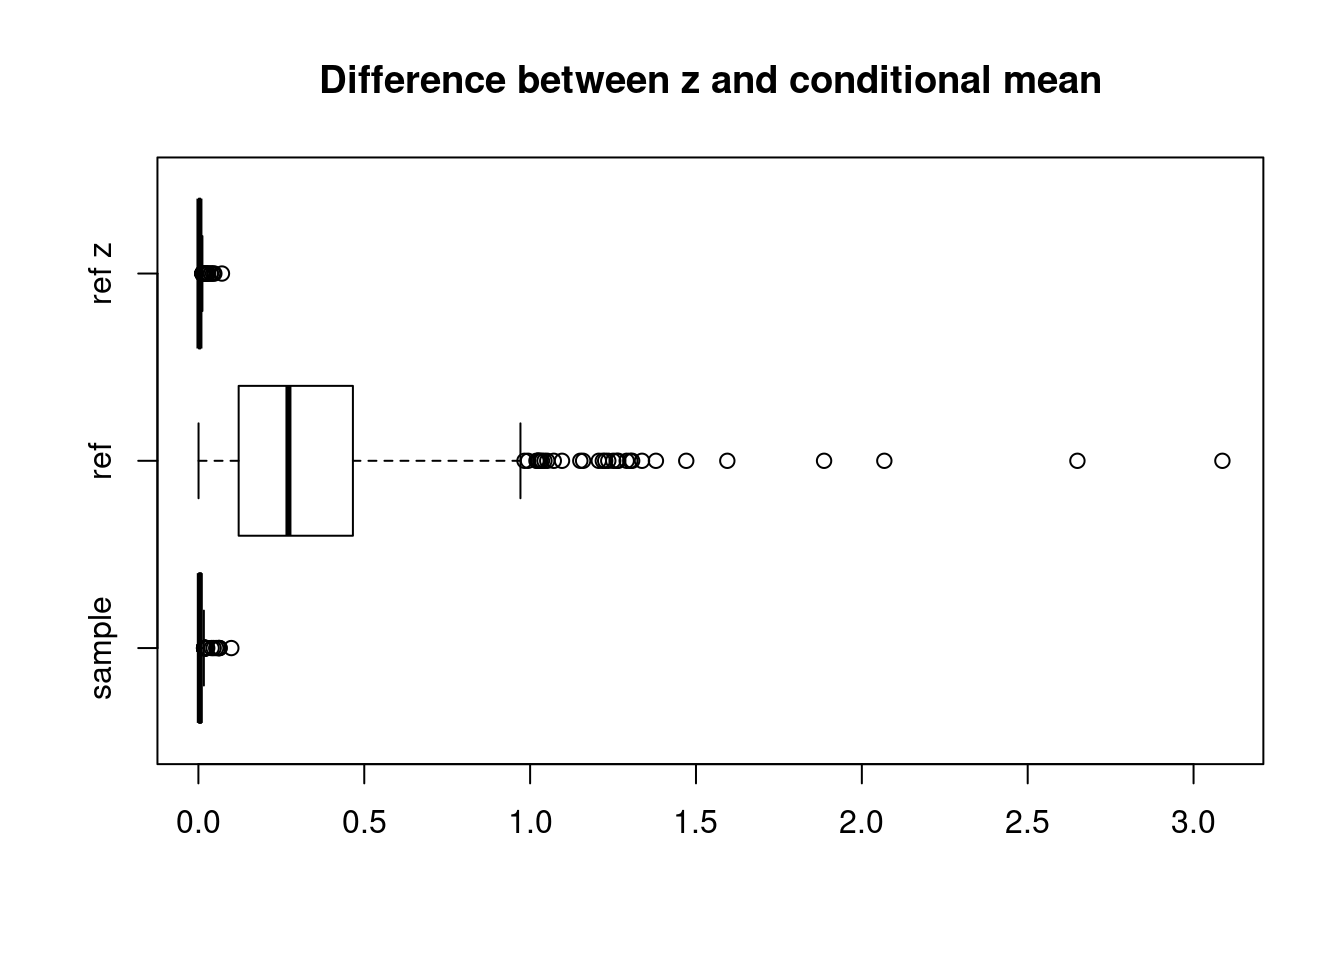 Difference between z and conditional mean
ref z
ref
sample
0.0 0.5 1.0 1.5 2.0 2.5 3.0